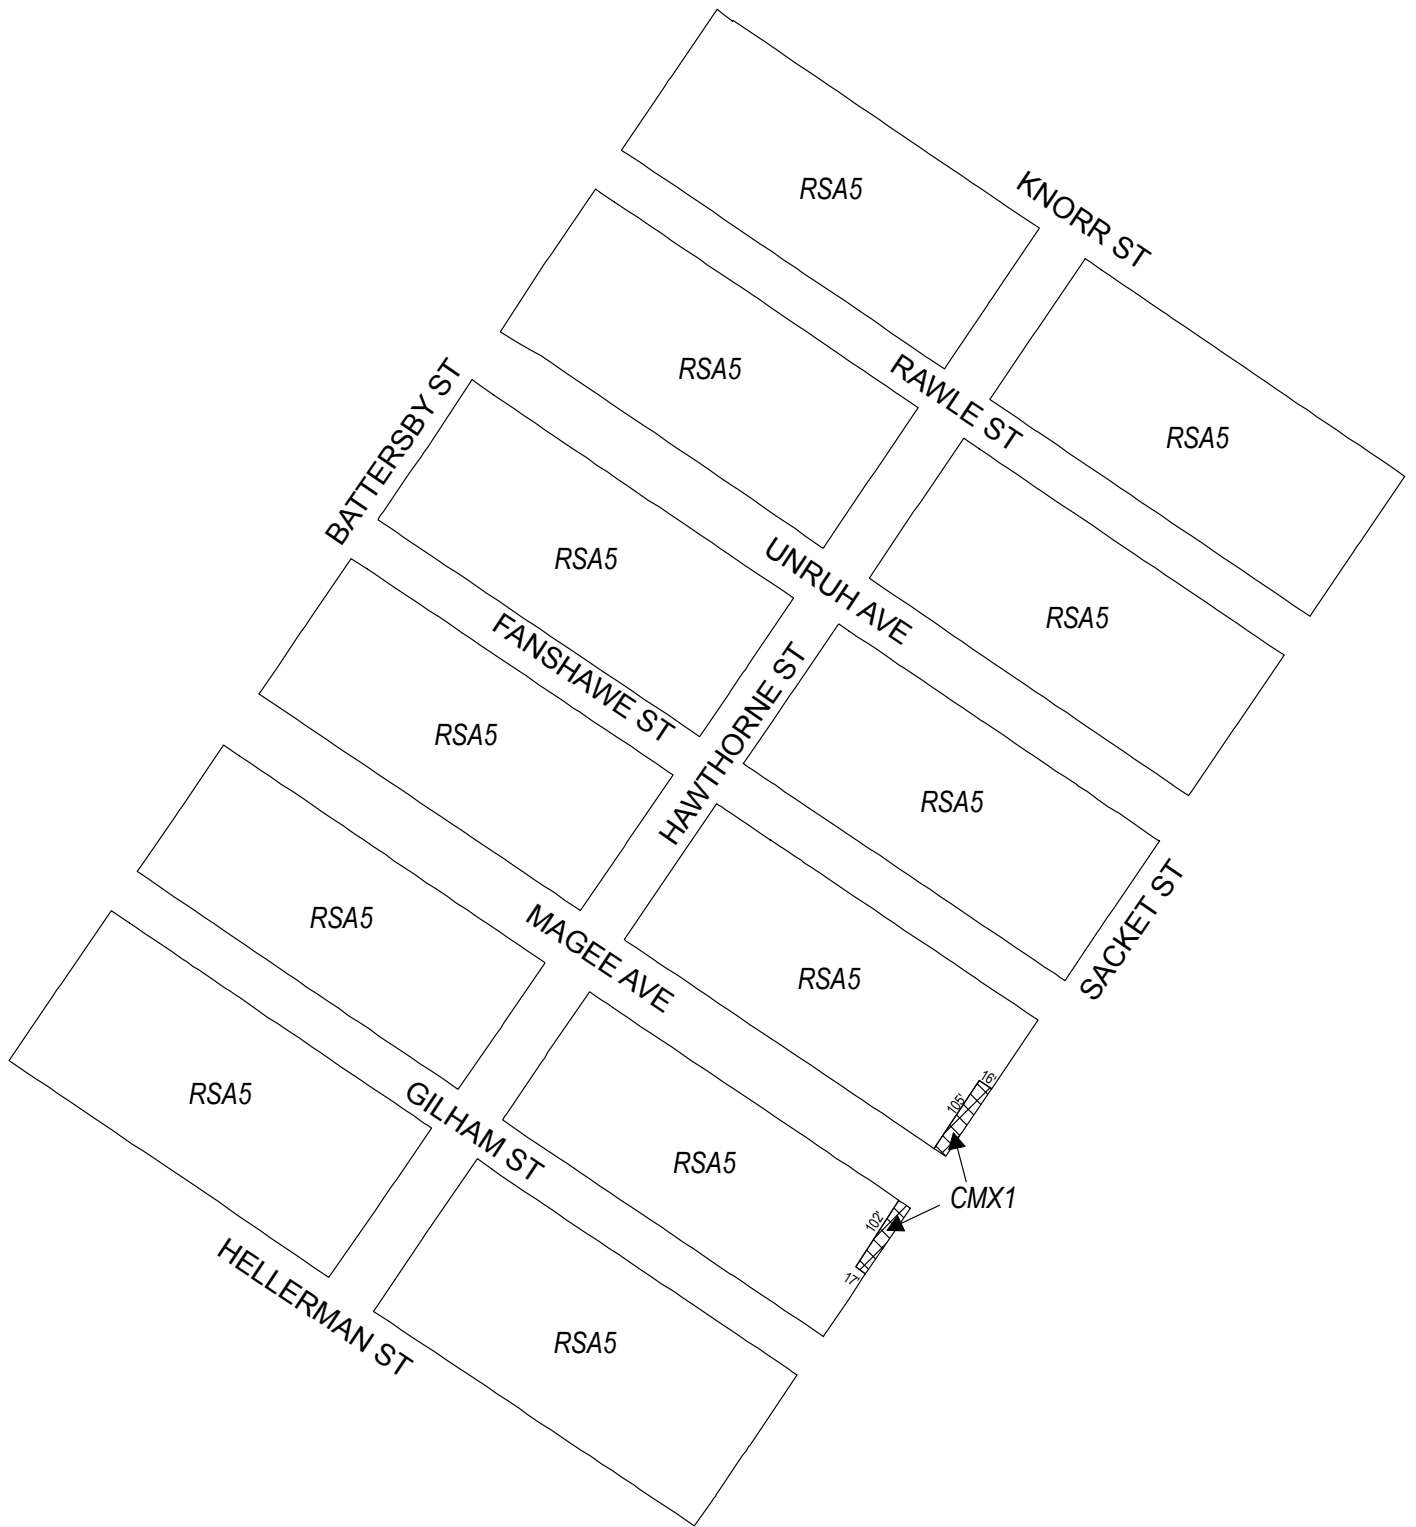 RSA5
KNORR ST
RSA5
RAWLE ST
RSA5
BATTERSBY ST
RSA5
UNRUH AVE
RSA5
FANSHAWE ST
HAWTHORNE ST
RSA5
RSA5
SACKET ST
RSA5
MAGEE AVE
RSA5
16'
105'
RSA5
GILHAM ST
RSA5
CMX1
102'
17'
HELLERMAN ST
RSA5